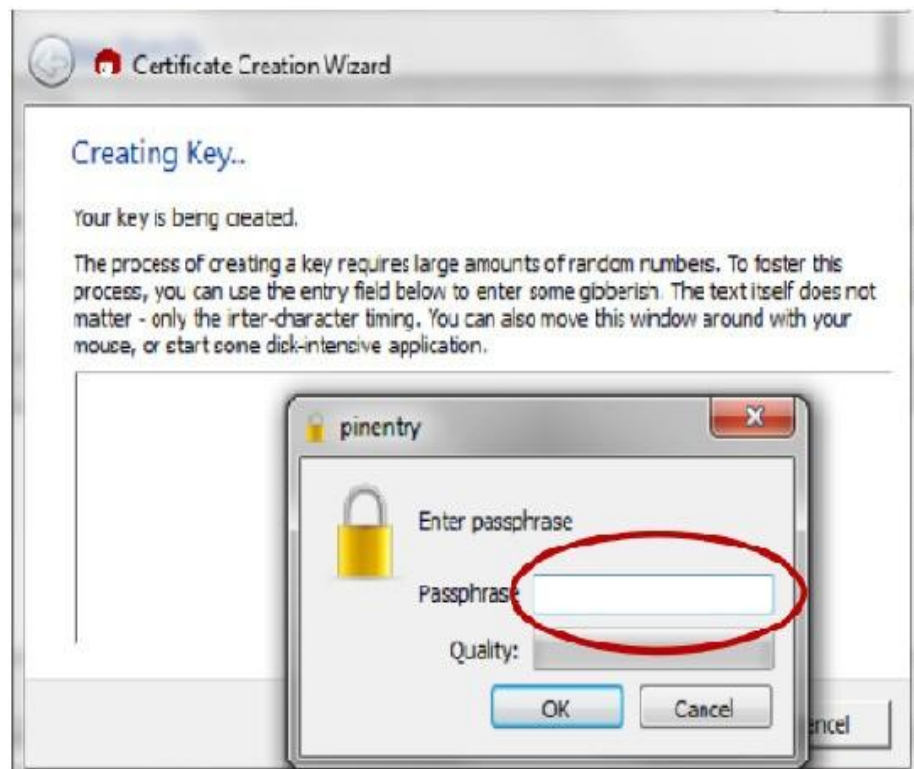 Certificate Creation Wizard
Creating Key..
Your key is being created.
The process of creating a key requires large amounts of random numbers. To foster this
process, you can use the entry field below to enter some gibberish. The text itself does not
matter - only the inter-character timing. You can also move this window around with your
mouse, or start some disk-intensive application.
pinentry
Enter passphrase
Passphrase
Quality:
OK
Cancel
ncel